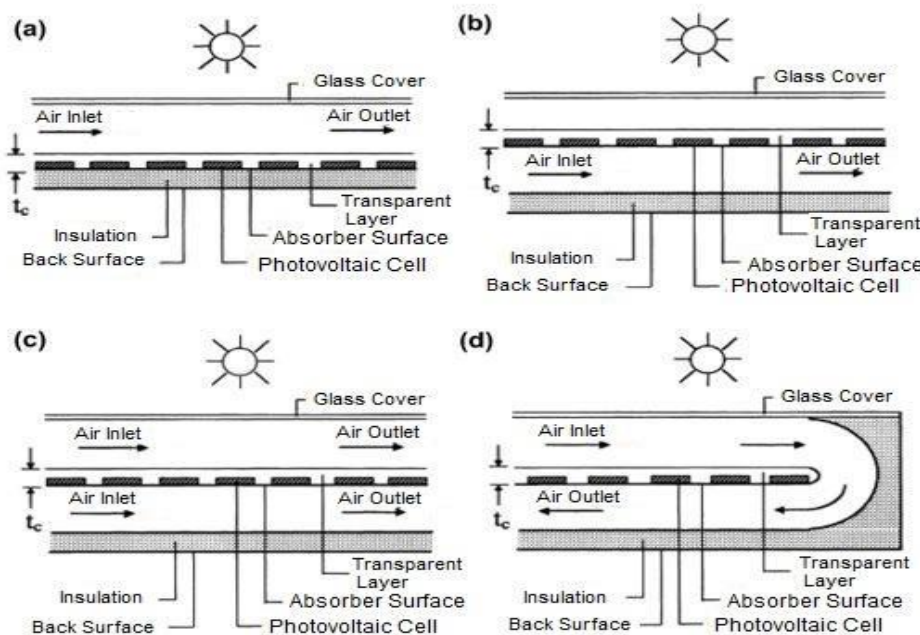 (a)
Glass Cover
Air Inlet
Air Outlet
tc
Transparent
Layer
Insulation
Absorber Surface
Back Surface
Photovoltaic Cell
(b)
Glass Cover
Air Inlet
Air Outlet
tc
Transparent
Layer
Insulation
Absorber Surface
Back Surface
Photovoltaic Cell
(c)
Glass Cover
Air Inlet
Air Outlet
Air Inlet
Air Outlet
tc
Transparent
Layer
Insulation
Absorber Surface
Back Surface
Photovoltaic Cell
(d)
Glass Cover
Air Inlet
Air Outlet
tc
Transparent
Layer
Insulation
Absorber Surface
Back Surface
Photovoltaic Cell